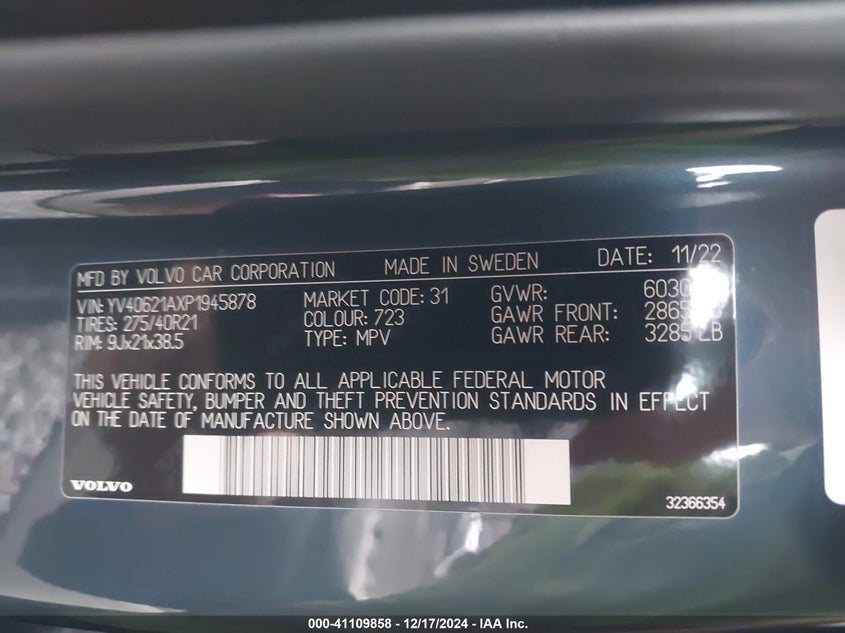 MFD BY VOLVO CAR CORPORATION MADE IN SWEDEN DATE: 11/22
VIN: YV40621AXP1945878 MARKET CODE: 31 GVWR:
TIRES: 275/40R21 COLOUR: 723 GAWR FRONT:
RIM: 9Jx21x38.5 TYPE: MPV GAWR REAR: 3285 LB
THIS VEHICLE CONFORMS TO ALL APPLICABLE FEDERAL MOTOR
VEHICLE SAFETY, BUMPER AND THEFT PREVENTION STANDARDS IN EFFECT
ON THE DATE OF MANUFACTURE SHOWN ABOVE.
VOLVO 32366354
000-41109858 - 12/17/2024 - IAA Inc.